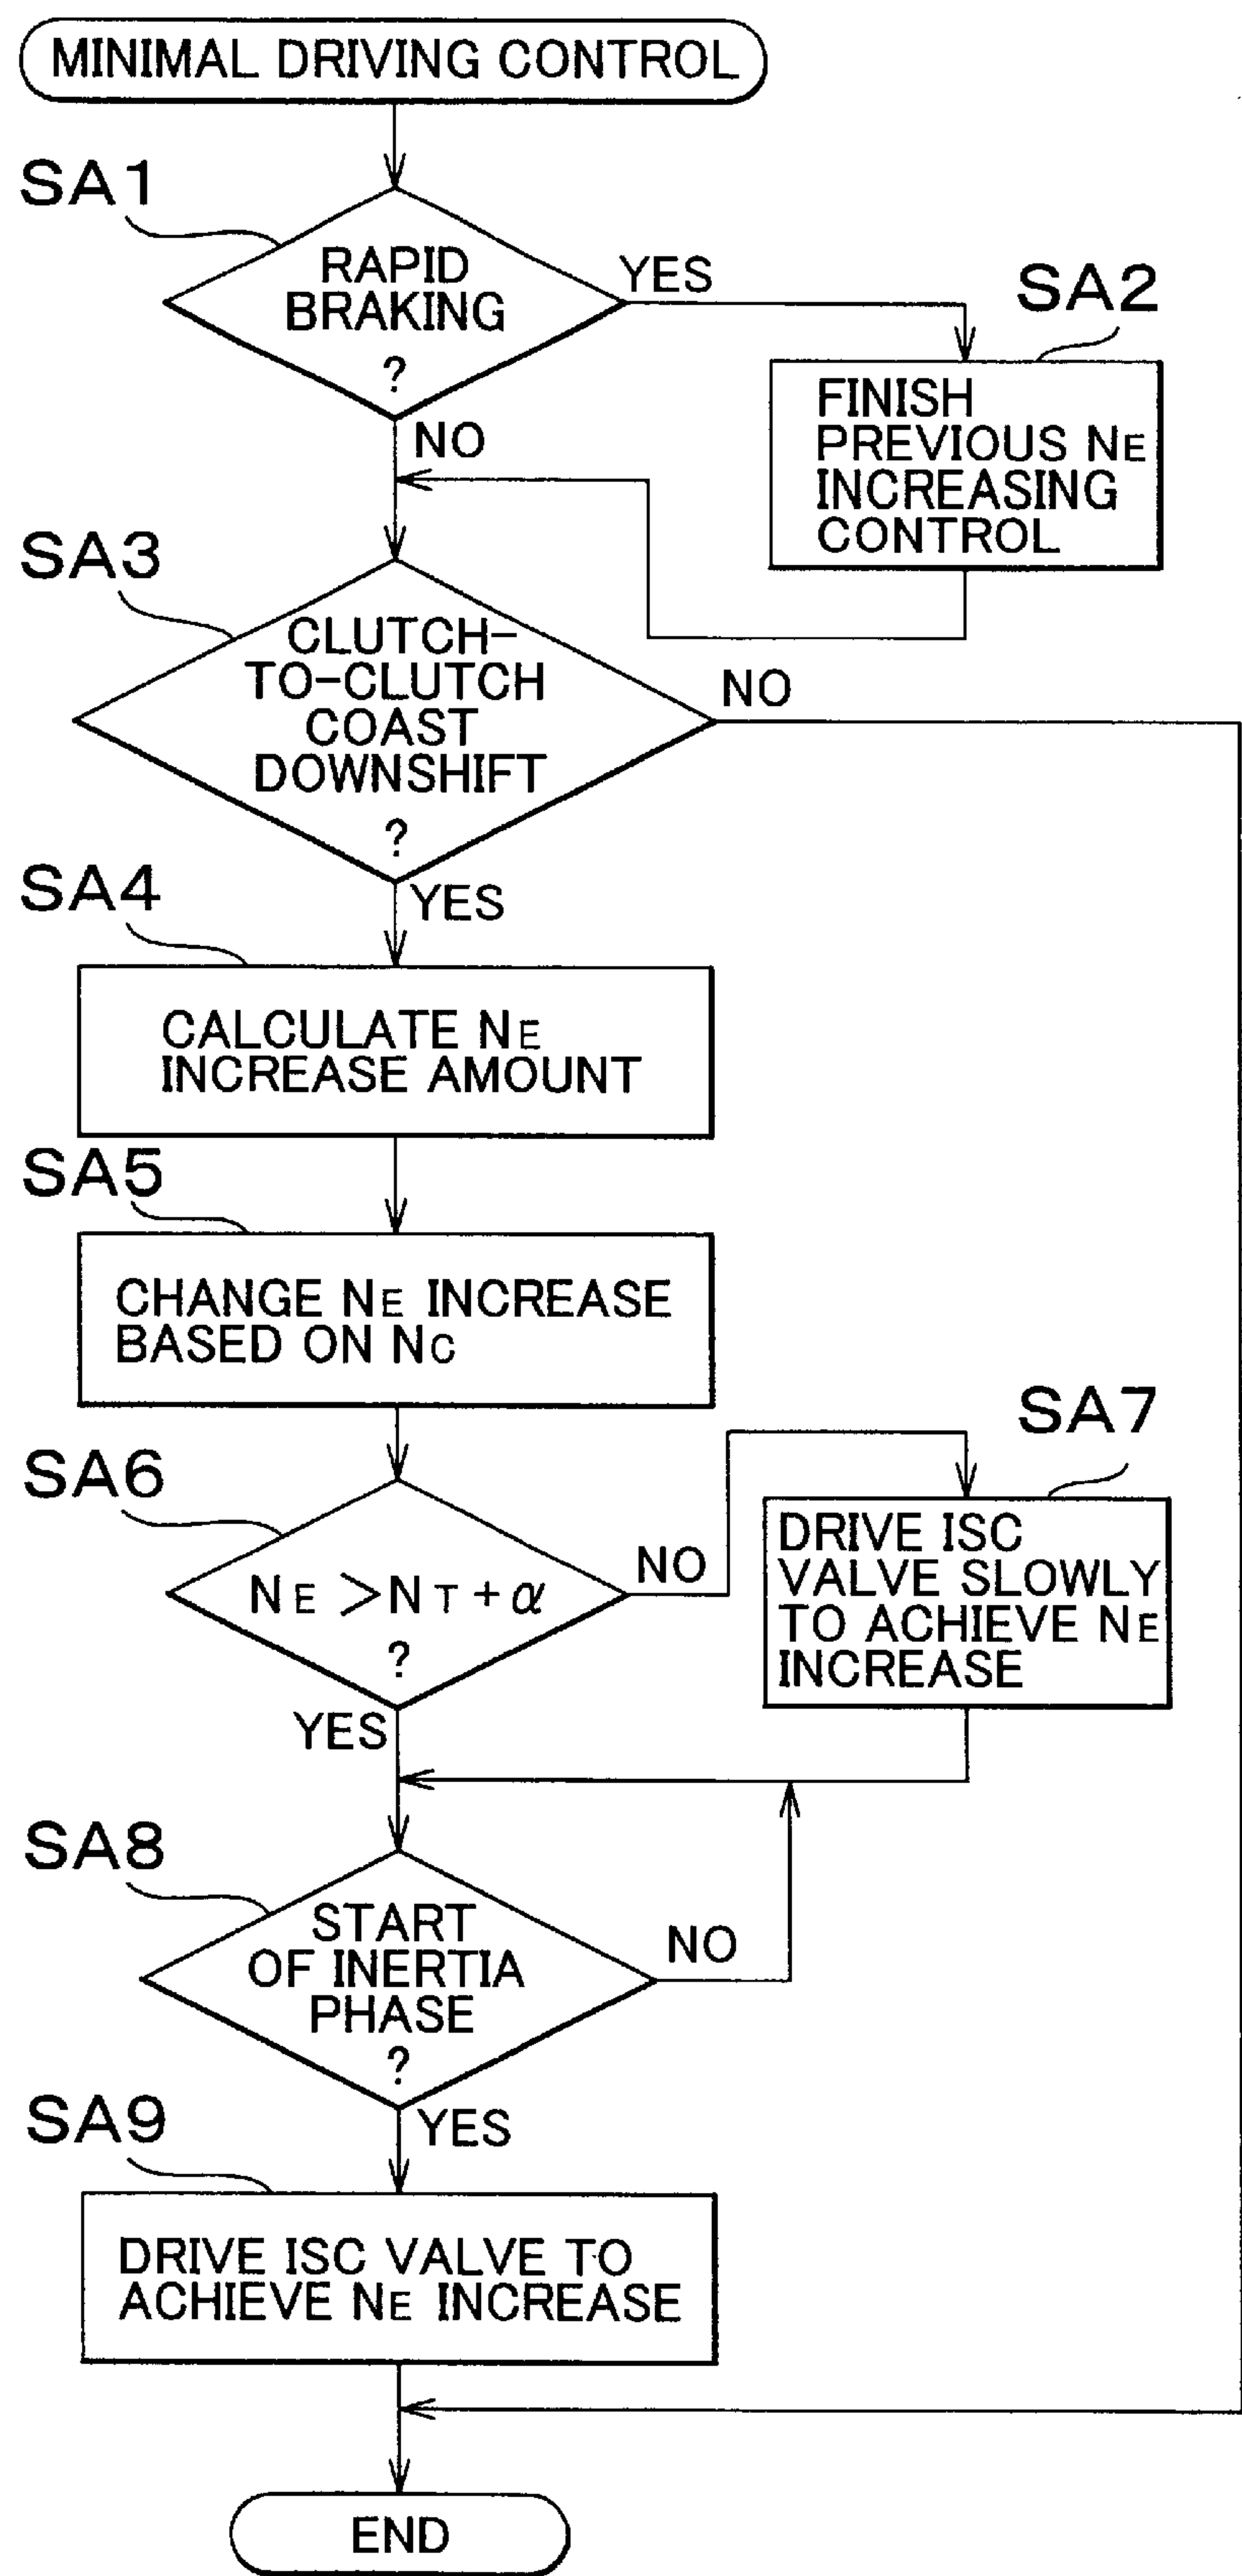 MINIMAL DRIVING CONTROL
SA1
RAPID
BRAKING
?
YES
NO
SA2
FINISH
PREVIOUS NE
INCREASING
CONTROL
SA3
CLUTCH-
TO-CLUTCH
COAST
DOWNSHIFT
?
NO
YES
SA4
CALCULATE NE
INCREASE AMOUNT
SA5
CHANGE NE INCREASE
BASED ON NC
SA6
NE >NT+α
?
NO
YES
SA7
DRIVE ISC
VALVE SLOWLY
TO ACHIEVE NE
INCREASE
SA8
START
OF INERTIA
PHASE
?
NO
YES
SA9
DRIVE ISC VALVE TO
ACHIEVE NE INCREASE
END